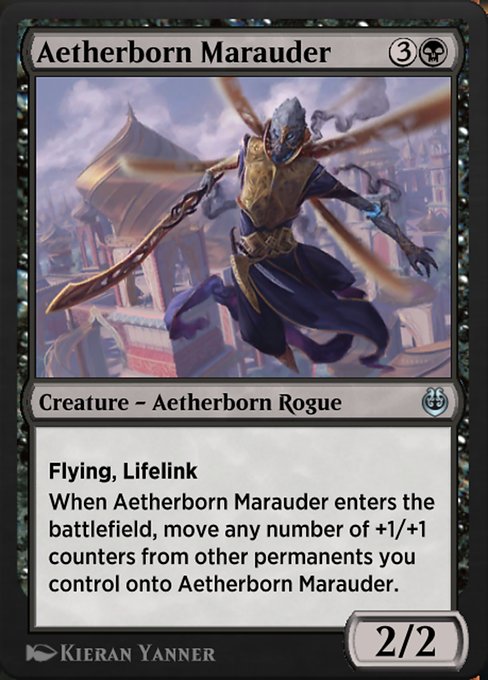 Aetherborn Marauder 3
Creature – Aetherborn Rogue
Flying, Lifelink
When Aetherborn Marauder enters the
battlefield, move any number of +1/+1
counters from other permanents you
control onto Aetherborn Marauder.
2/2
Kieran Yanner